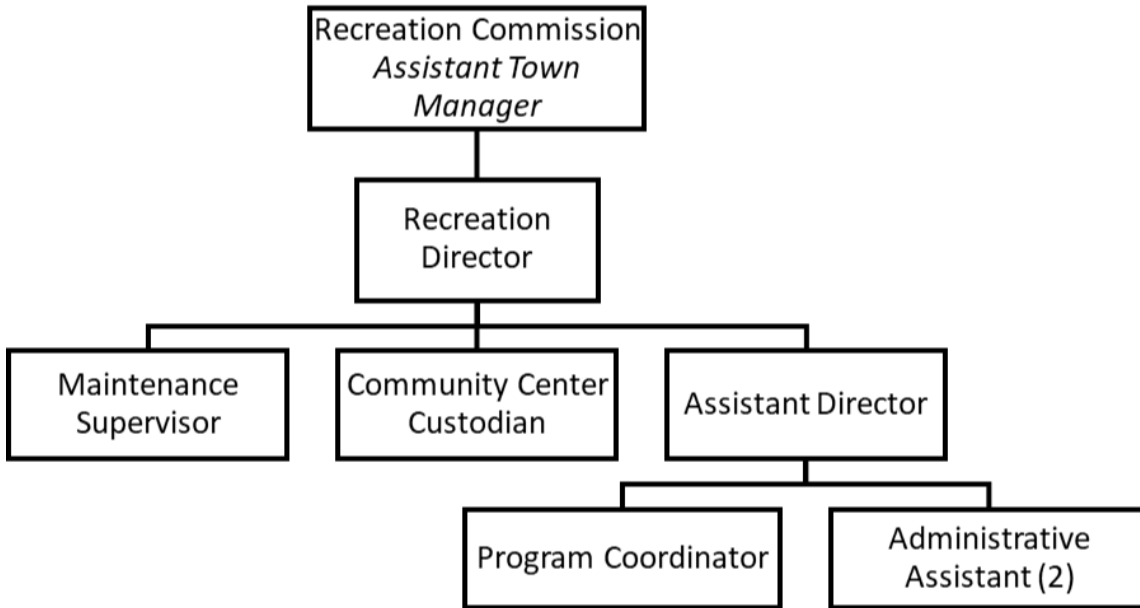 Recreation Commission
Assistant Town
Manager
Recreation
Director
Maintenance
Supervisor
Community Center
Custodian
Assistant Director
Program Coordinator
Administrative
Assistant (2)